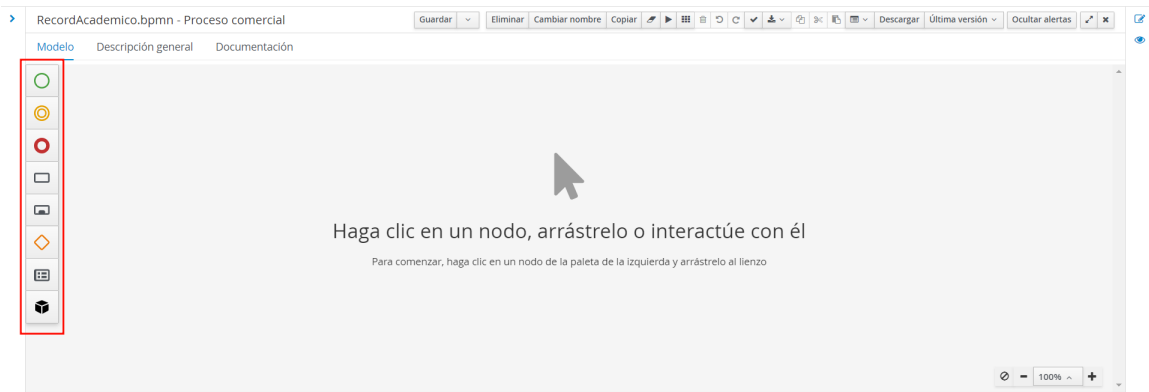 RecordAcademico.bpmn - Proceso comercial
Guardar Eliminar Cambiar nombre Copiar Descargar Última versión Ocultar alertas
Modelo Descripción general Documentación
Haga clic en un nodo, arrástrelo o interactúe con él
Para comenzar, haga clic en un nodo de la paleta de la izquierda y arrástrelo al lienzo
100%